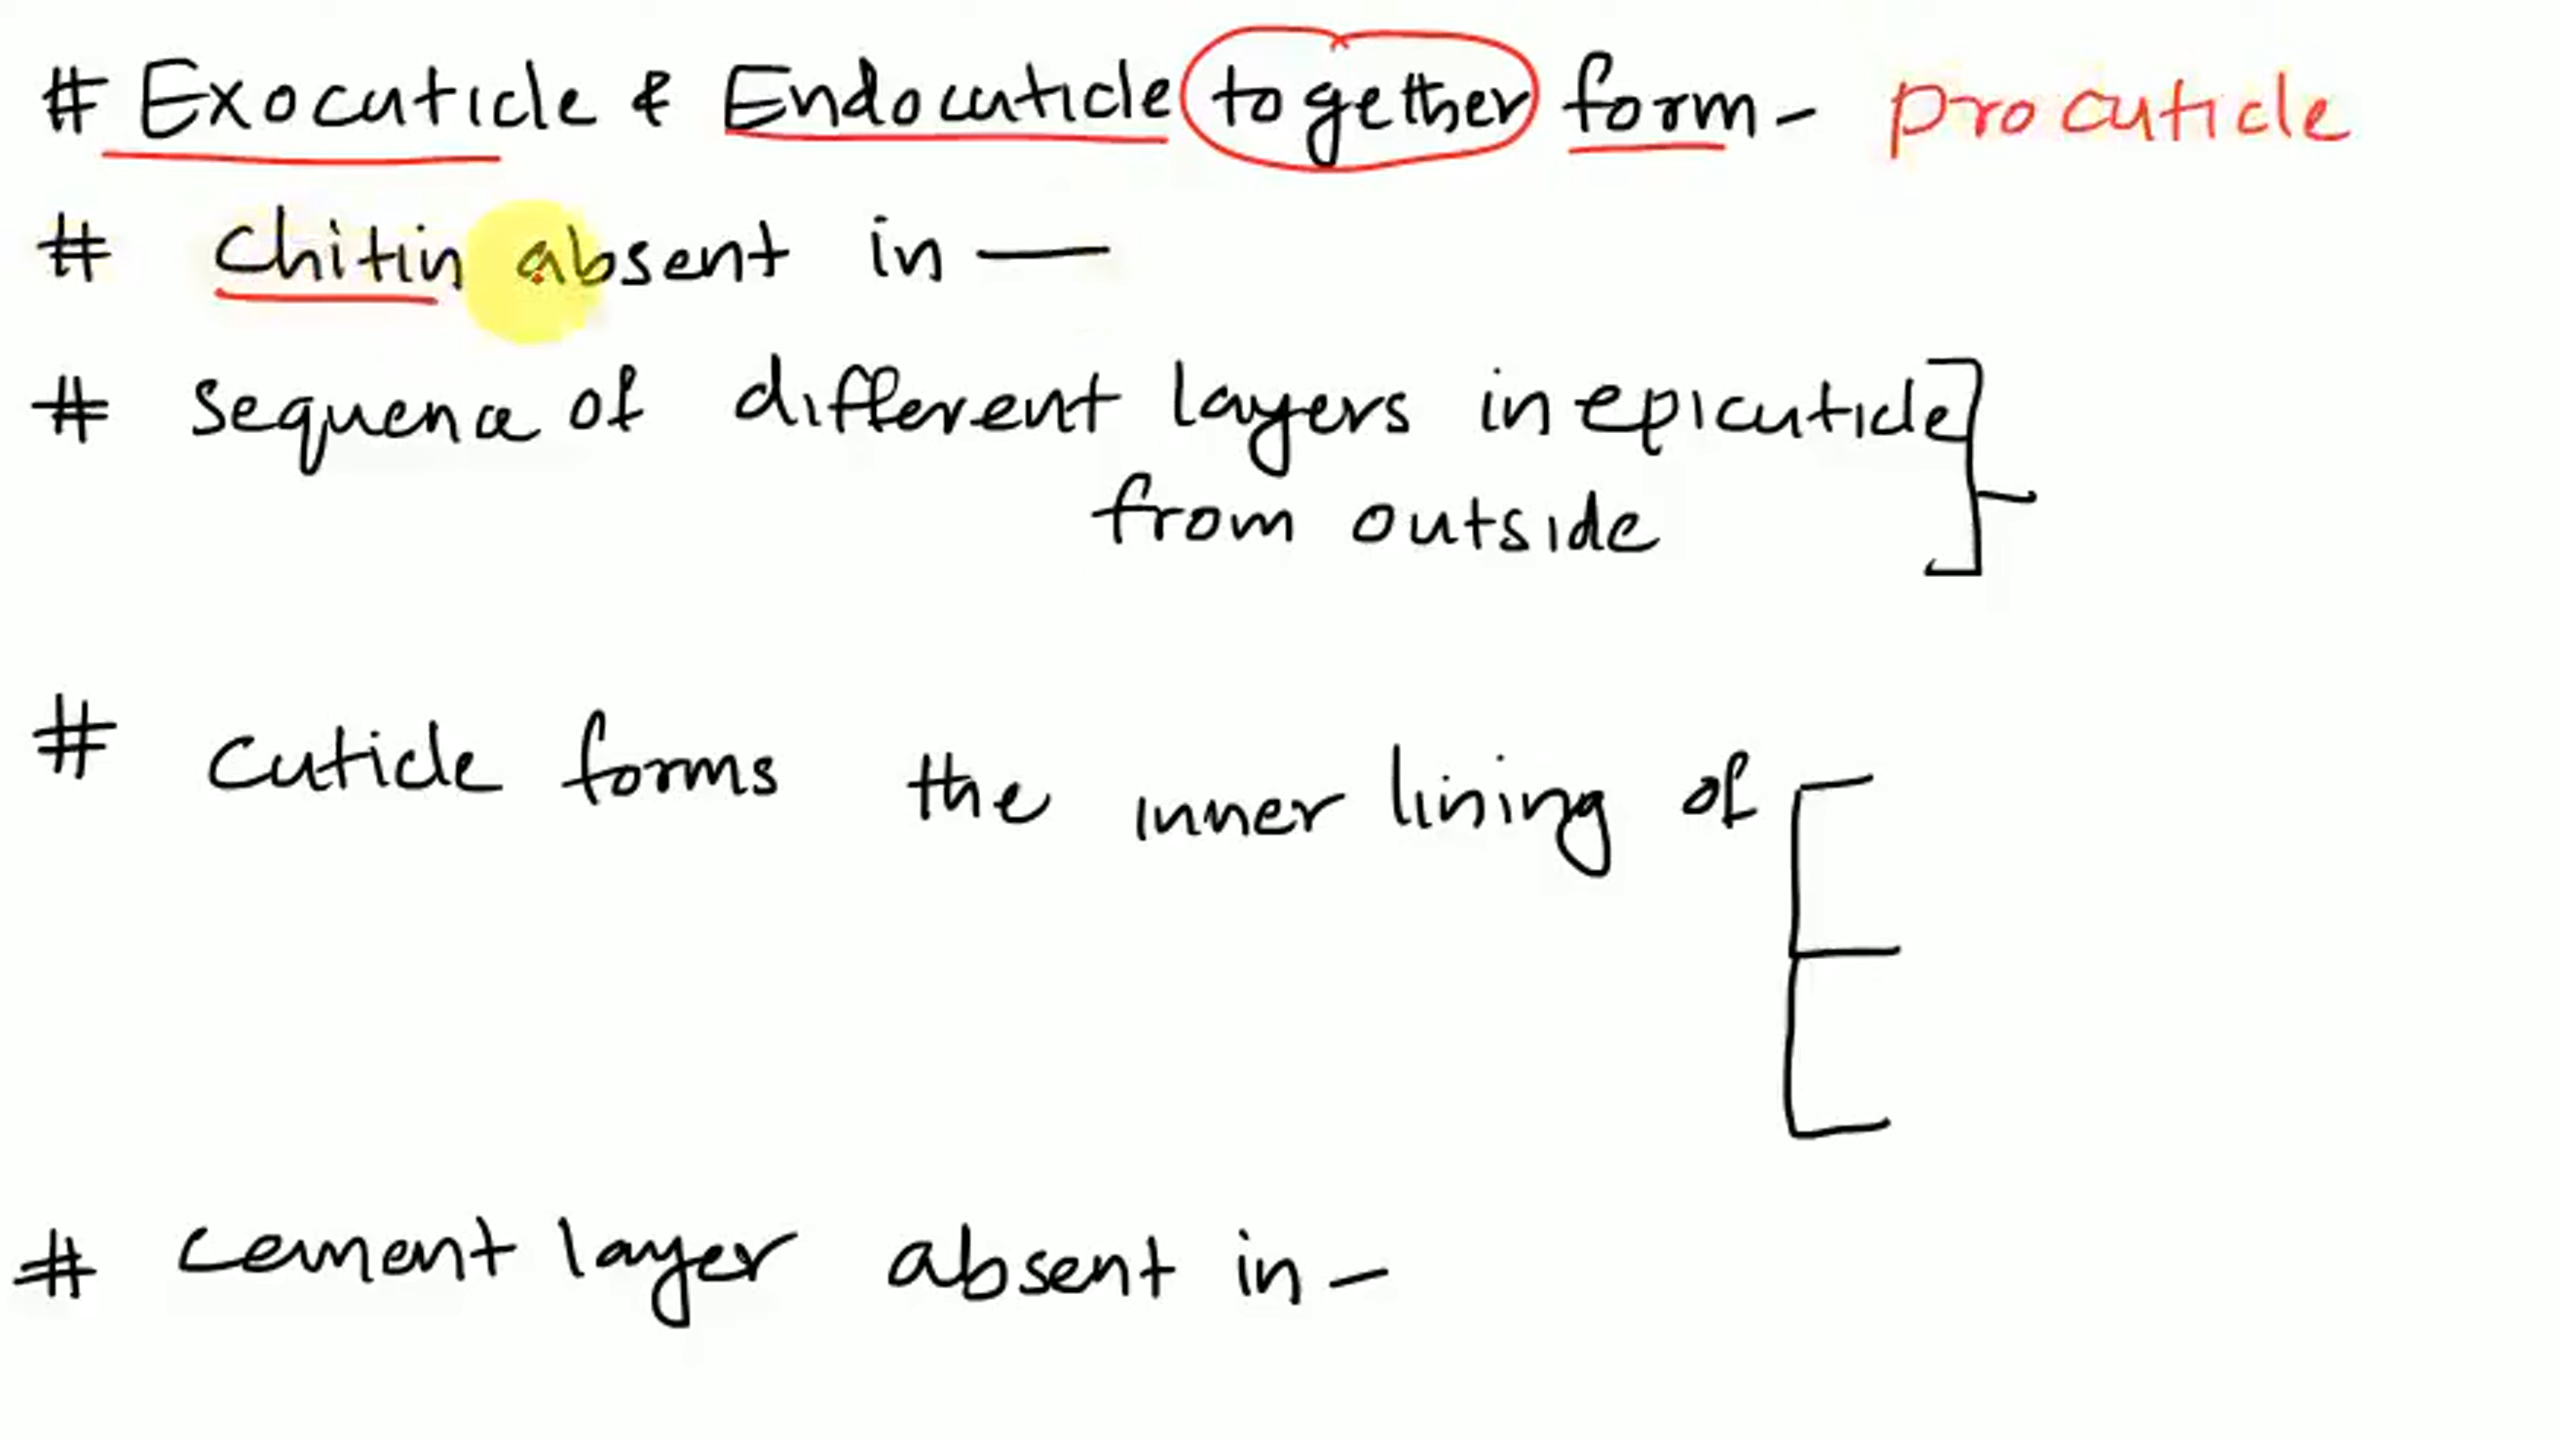 # Exocuticle & Endocuticle together form - procuticle
# Chitin absent in —
# Sequence of different layers in epicuticle
from outside
# Cuticle forms the inner lining of
# Cement layer absent in -